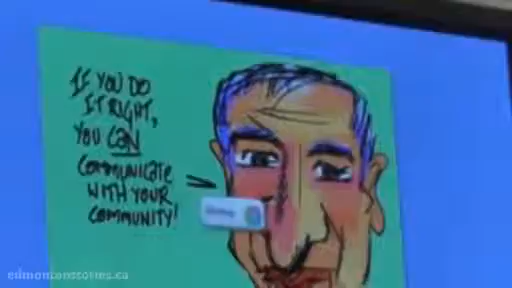 IF YOU DO
IT RIGHT,
YOU CAN
COMMUNICATE
WITH YOUR
COMMUNITY!
edmontonstories.ca